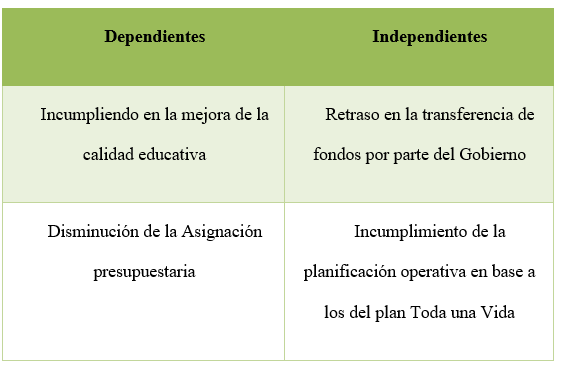 Dependientes
Independientes
Incumpliendo en la mejora de la
calidad educativa
Retraso en la transferencia de
fondos por parte del Gobierno
Disminución de la Asignación
presupuestaria
Incumplimiento de la
planificación operativa en base a
los del plan Toda una Vida